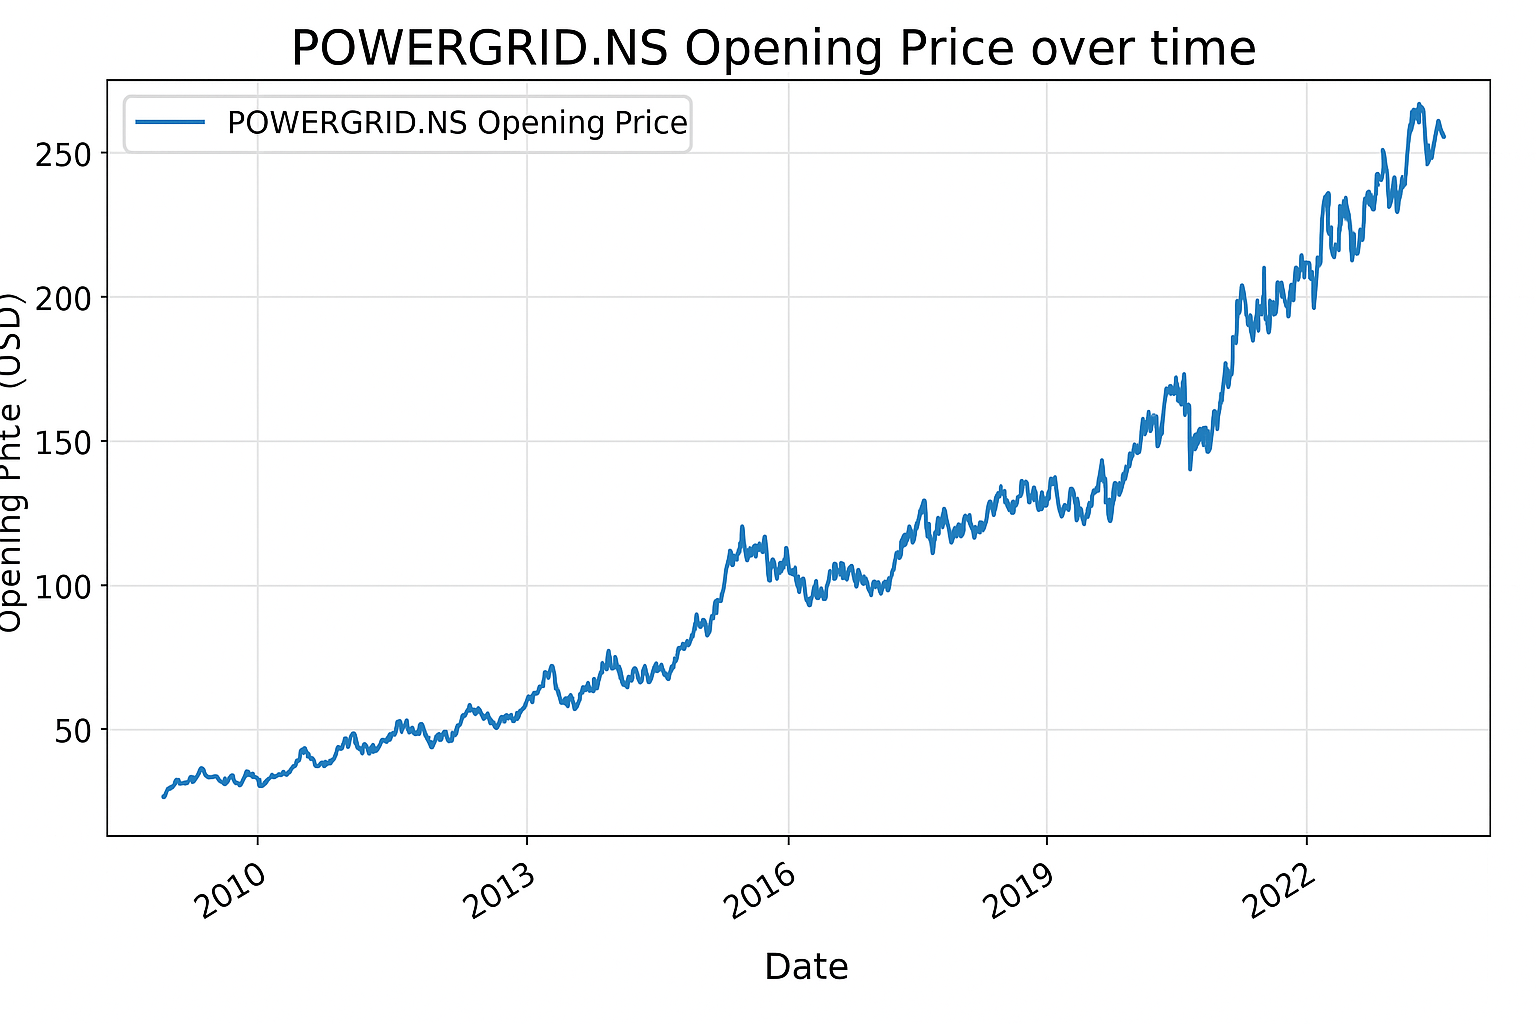 POWERGRID.NS Opening Price over time
POWERGRID.NS Opening Price
250
200
150
100
50
Opening Phte (USD)
2010
2013
2016
2019
2022
Date